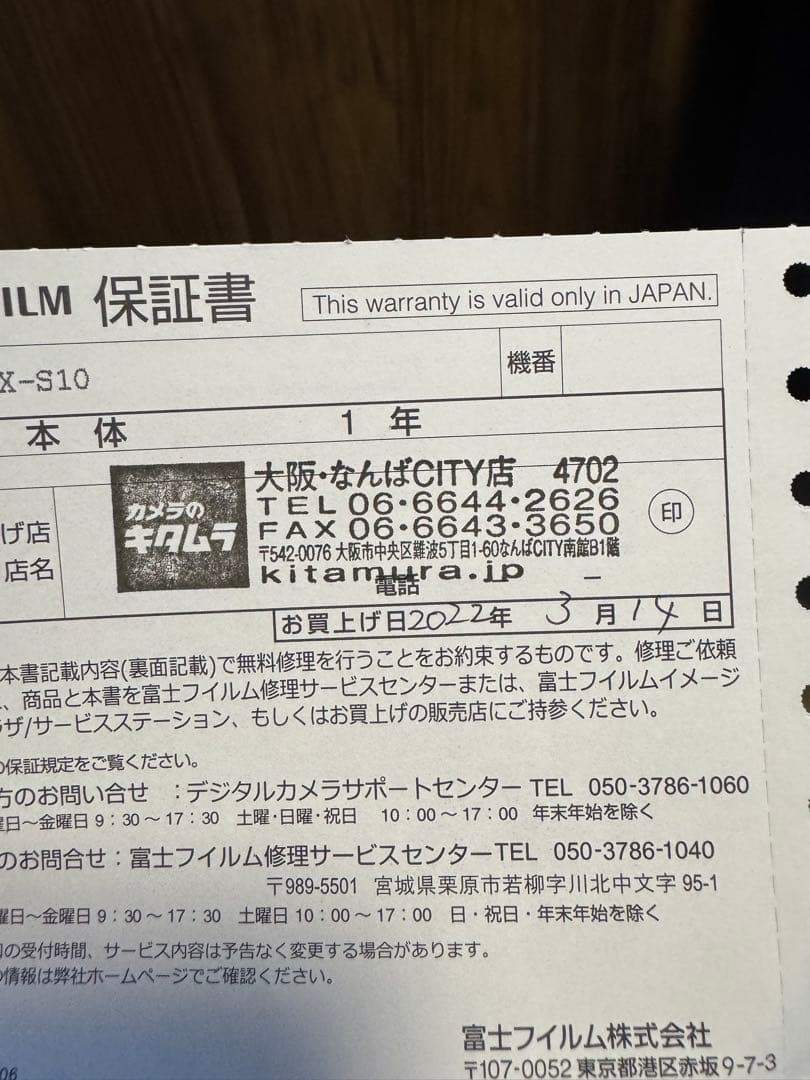 ILM 保証書 This warranty is valid only in JAPAN.
X-S10 機番
本体 1年
カメラのキタムラ
大阪・なんばCITY店 4702
TEL 06・6644・2626
FAX 06・6643・3650
〒542-0076 大阪市中央区難波5丁目1-60なんばCITY南館B1階
kitamura.jp
げ店
店名
電話
印
お買上げ日2022年 3月14日
本書記載内容(裏面記載)で無料修理を行うことをお約束するものです。修理ご依頼
、商品と本書を富士フイルム修理サービスセンターまたは、富士フイルムイメージ
ラザ/サービスステーション、もしくはお買上げの販売店にご持参ください。
の保証規定をご覧ください。
方のお問い合せ :デジタルカメラサポートセンター TEL 050-3786-1060
曜日〜金曜日 9:30〜17:30 土曜・日曜・祝日 10:00〜17:00 年末年始を除く
のお問合せ:富士フイルム修理サービスセンターTEL 050-3786-1040
〒989-5501 宮城県栗原市若柳字川北中文字 95-1
曜日〜金曜日 9:30〜17:30 土曜日 10:00〜17:00 日・祝日・年末年始を除く
の受付時間、サービス内容は予告なく変更する場合があります。
の情報は弊社ホームページでご確認ください。
富士フイルム株式会社
〒107-0052 東京都港区赤坂9-7-3
06